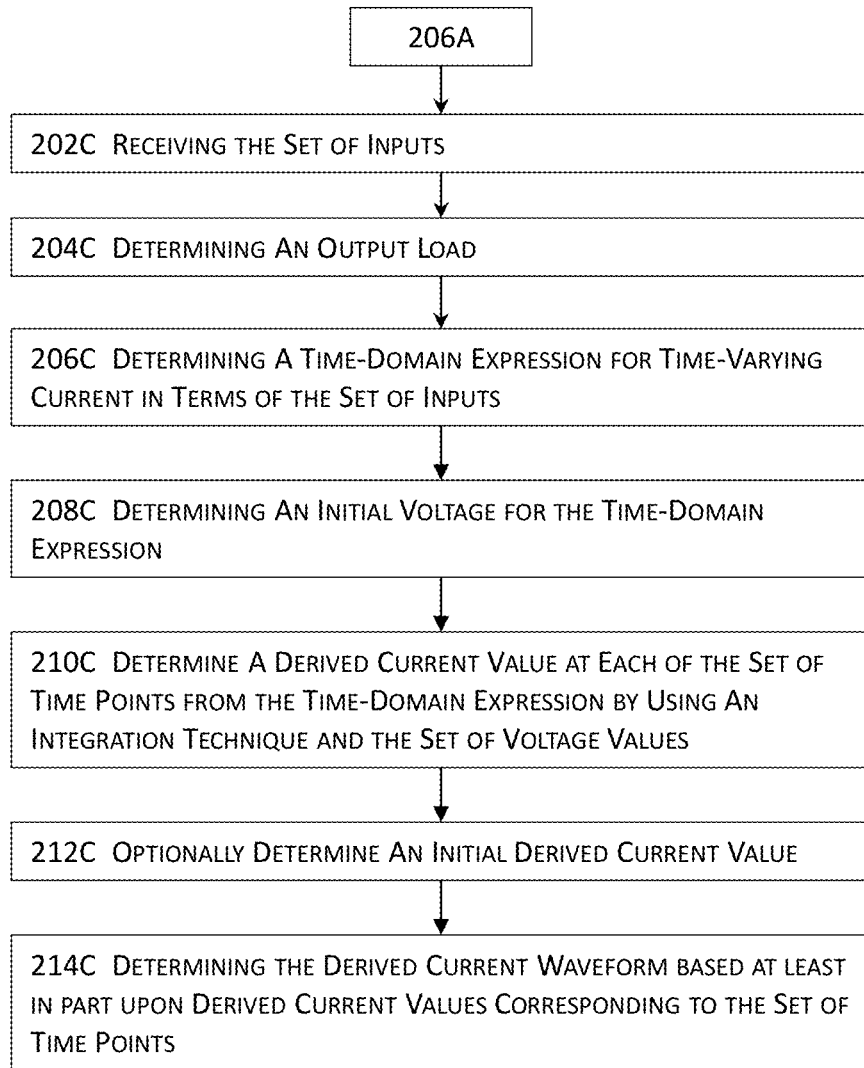 206A
202C RECEIVING THE SET OF INPUTS
204C DETERMINING AN OUTPUT LOAD
206C DETERMINING A TIME-DOMAIN EXPRESSION FOR TIME-VARYING
CURRENT IN TERMS OF THE SET OF INPUTS
208C DETERMINING AN INITIAL VOLTAGE FOR THE TIME-DOMAIN
EXPRESSION
210C DETERMINE A DERIVED CURRENT VALUE AT EACH OF THE SET OF
TIME POINTS FROM THE TIME-DOMAIN EXPRESSION BY USING AN
INTEGRATION TECHNIQUE AND THE SET OF VOLTAGE VALUES
212C OPTIONALLY DETERMINE AN INITIAL DERIVED CURRENT VALUE
214C DETERMINING THE DERIVED CURRENT WAVEFORM BASED AT LEAST
IN PART UPON DERIVED CURRENT VALUES CORRESPONDING TO THE SET OF
TIME POINTS